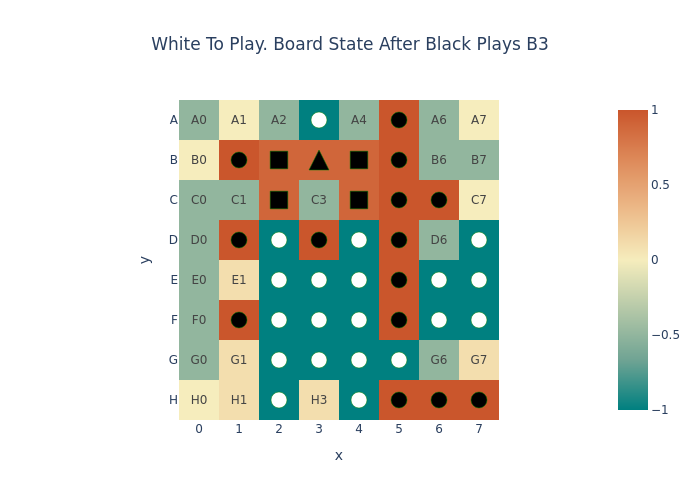 White To Play. Board State After Black Plays B3
A A0 A1 A2 A4 A6 A7
B B0 B6 B7
C C0 C1 C3 C7
D D0 D6
E E0 E1
F F0
G G0 G1 G6 G7
H H0 H1 H3
0 1 2 3 4 5 6 7
x
y
1
0.5
0
−0.5
−1